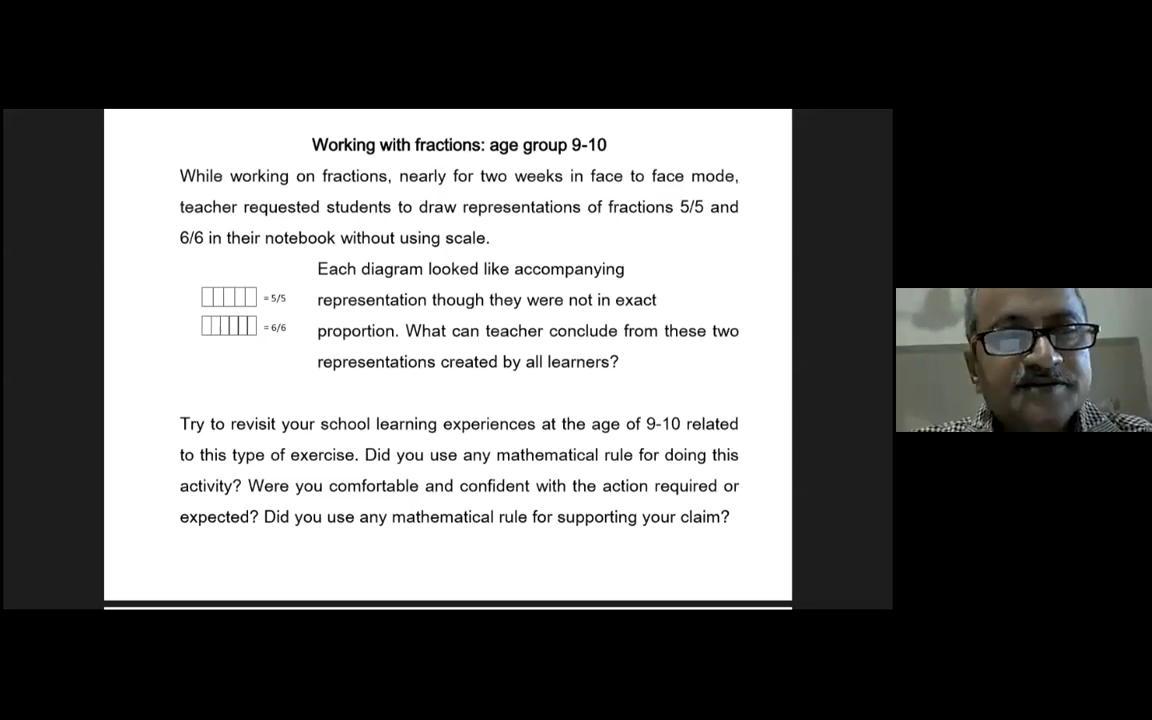 Working with fractions: age group 9-10
While working on fractions, nearly for two weeks in face to face mode,
teacher requested students to draw representations of fractions 5/5 and
6/6 in their notebook without using scale.
Each diagram looked like accompanying
= 5/5
representation though they were not in exact
= 6/6
proportion. What can teacher conclude from these two
representations created by all learners?
Try to revisit your school learning experiences at the age of 9-10 related
to this type of exercise. Did you use any mathematical rule for doing this
activity? Were you comfortable and confident with the action required or
expected? Did you use any mathematical rule for supporting your claim?